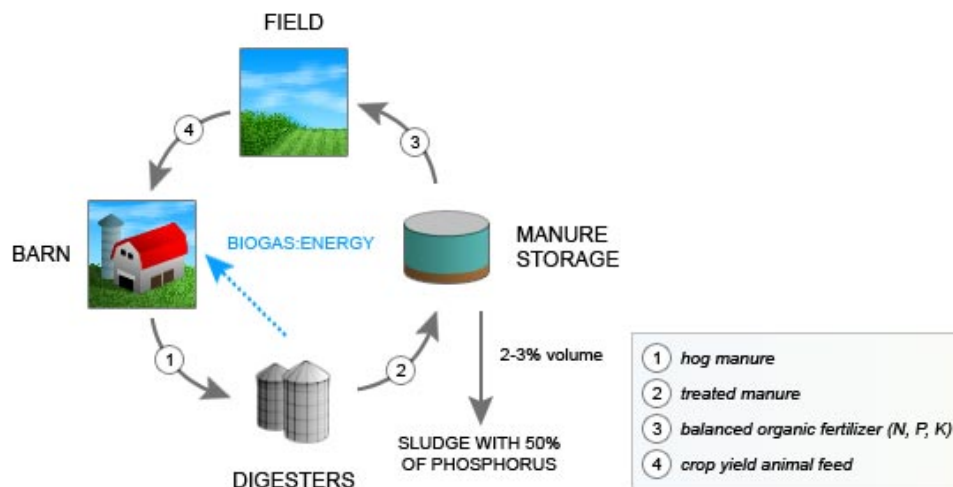 FIELD
4
3
BARN
BIOGAS:ENERGY
MANURE
STORAGE
1
2
2-3% volume
DIGESTERS
SLUDGE WITH 50%
OF PHOSPHORUS
1 hog manure
2 treated manure
3 balanced organic fertilizer (N, P, K)
4 crop yield animal feed